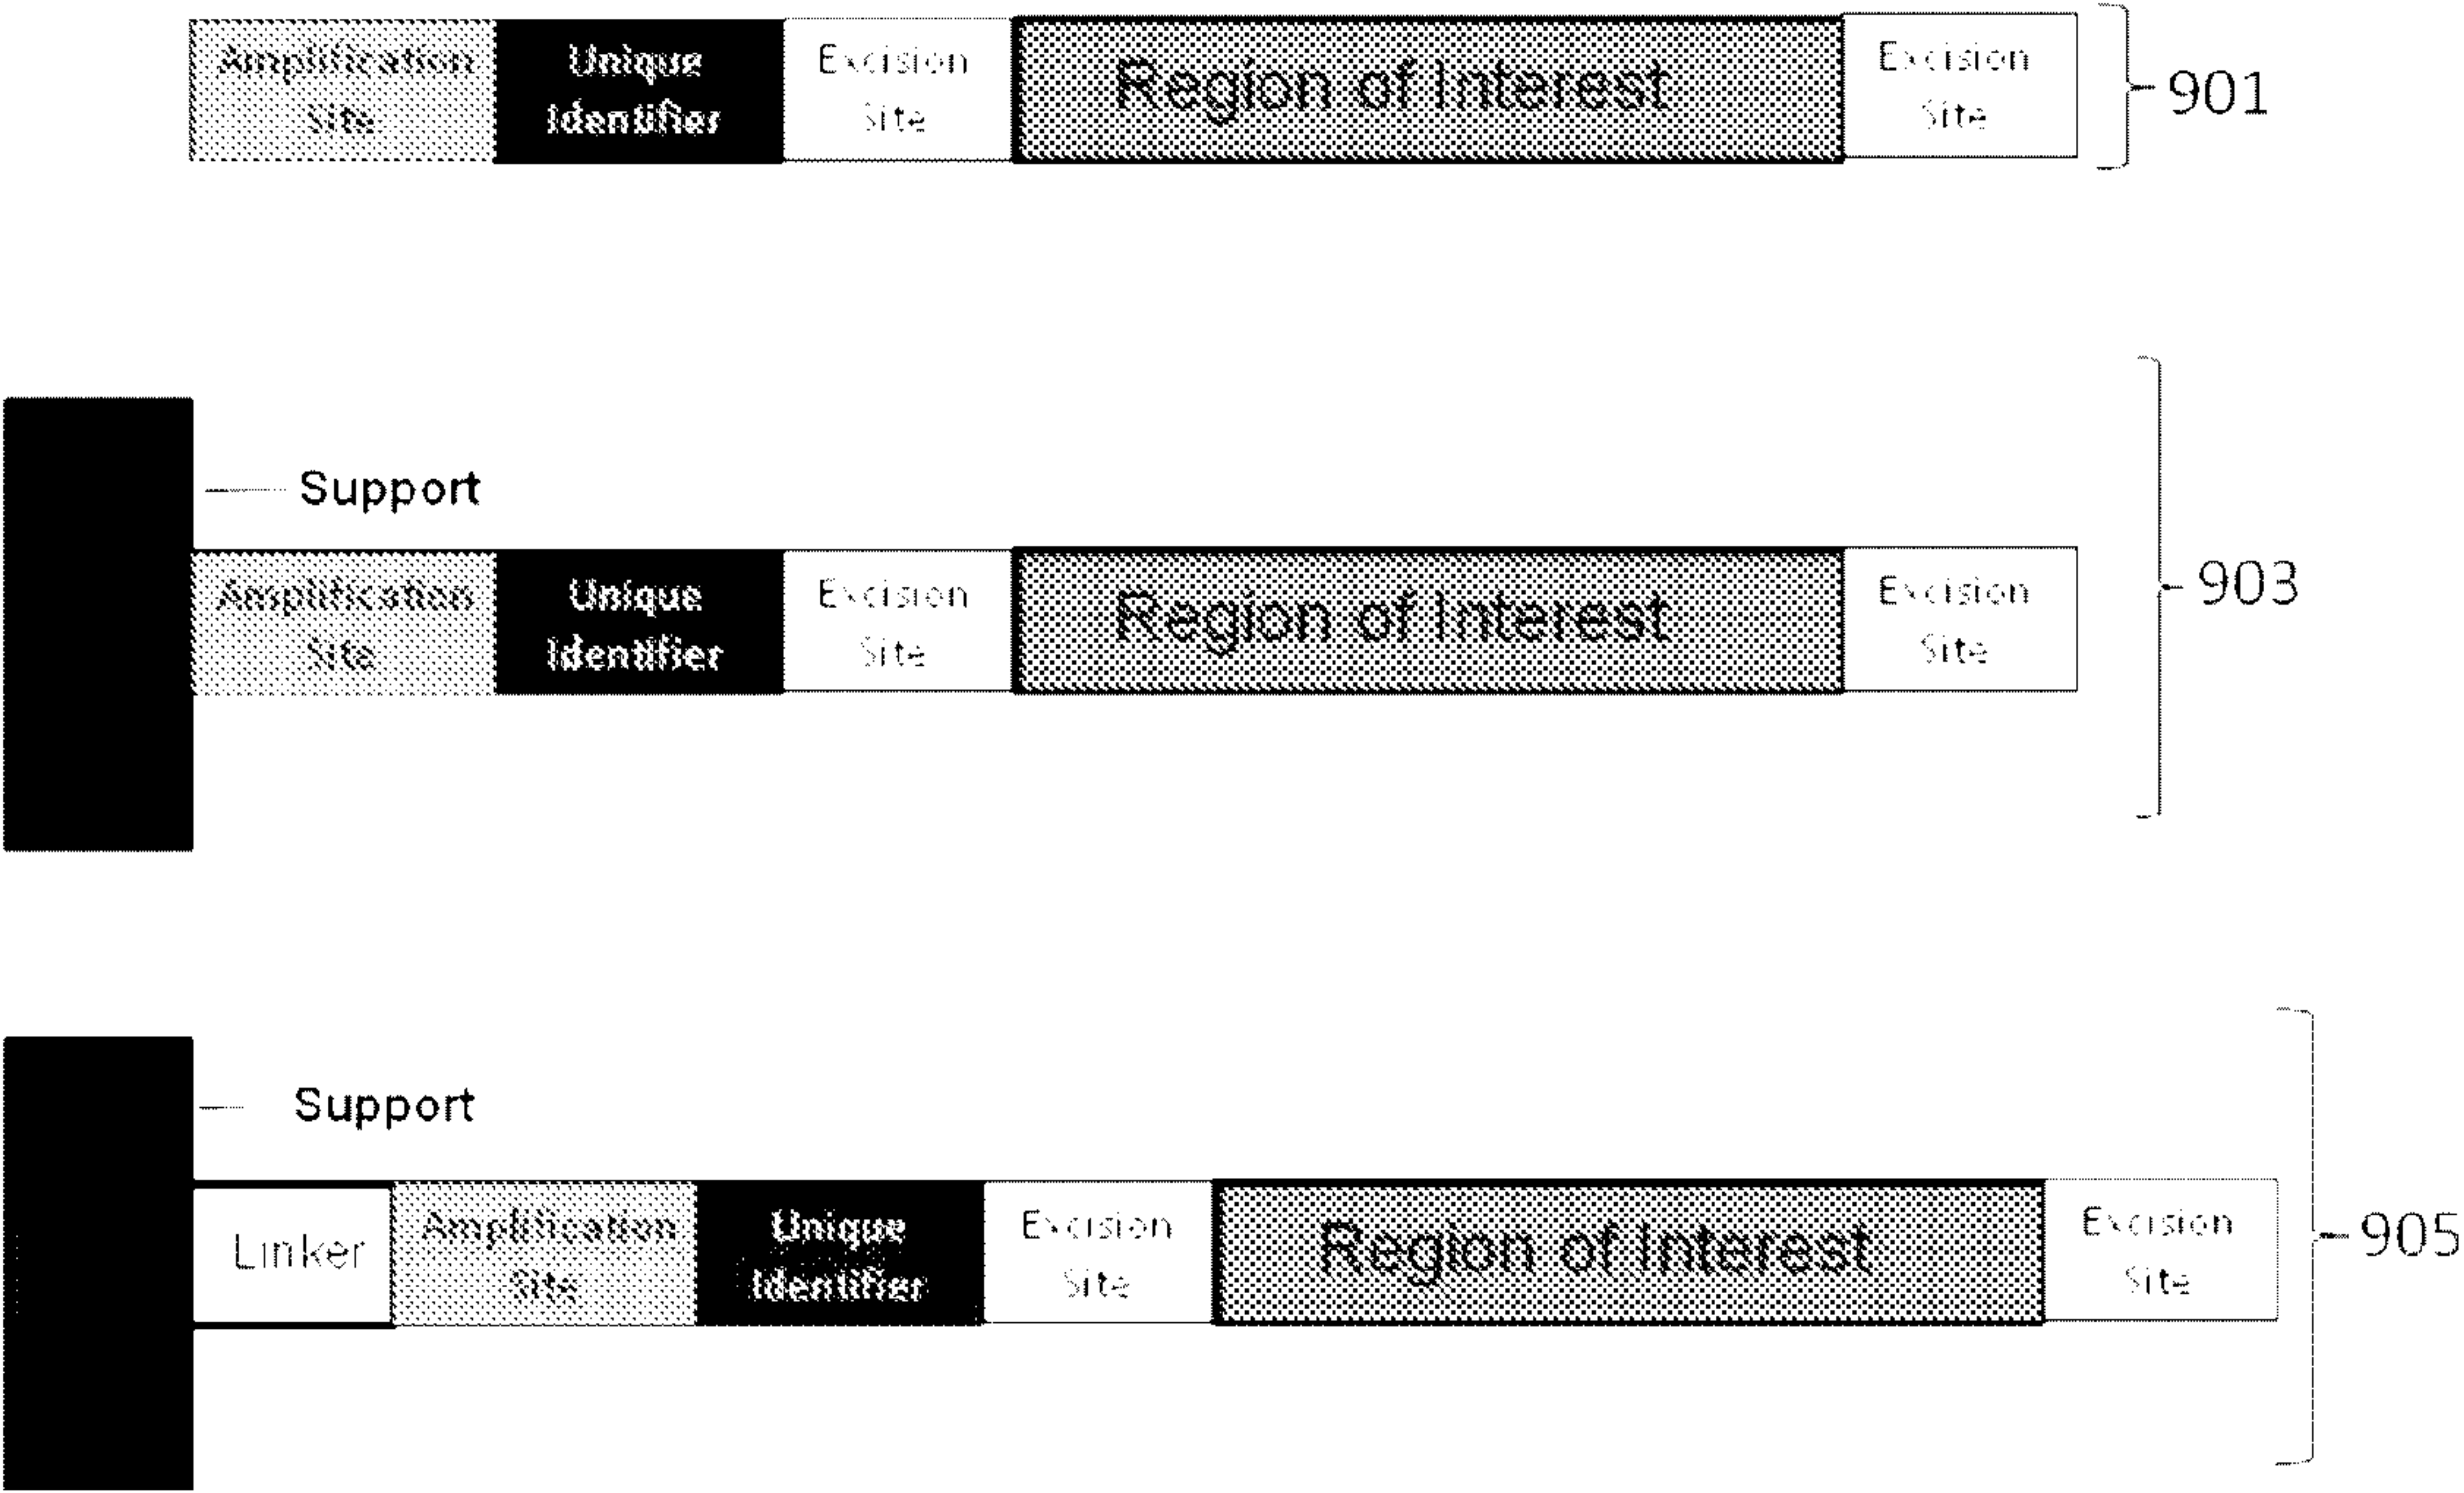 Amplification Site
Unique Identifier
Excision Site
Region of Interest
Excision Site
901
Support
Amplification Site
Unique Identifier
Excision Site
Region of Interest
Excision Site
903
Support
Linker
Amplification Site
Unique Identifier
Excision Site
Region of Interest
Excision Site
905